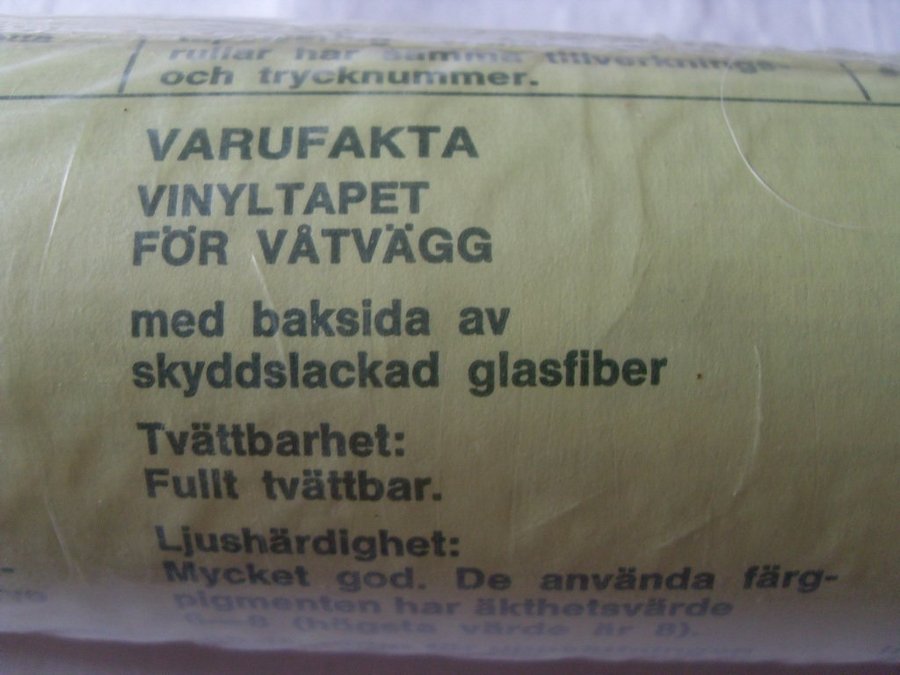 rullar har samma tillverknings-
och trycknummer.
VARUFAKTA
VINYLTAPET
FÖR VÅTVÄGG
med baksida av
skyddslackad glasfiber
Tvättbarhet:
Fullt tvättbar.
Ljushärdighet:
Mycket god. De använda färg-
pigmenten har äkthetsvärde
(högsta värde är 8).